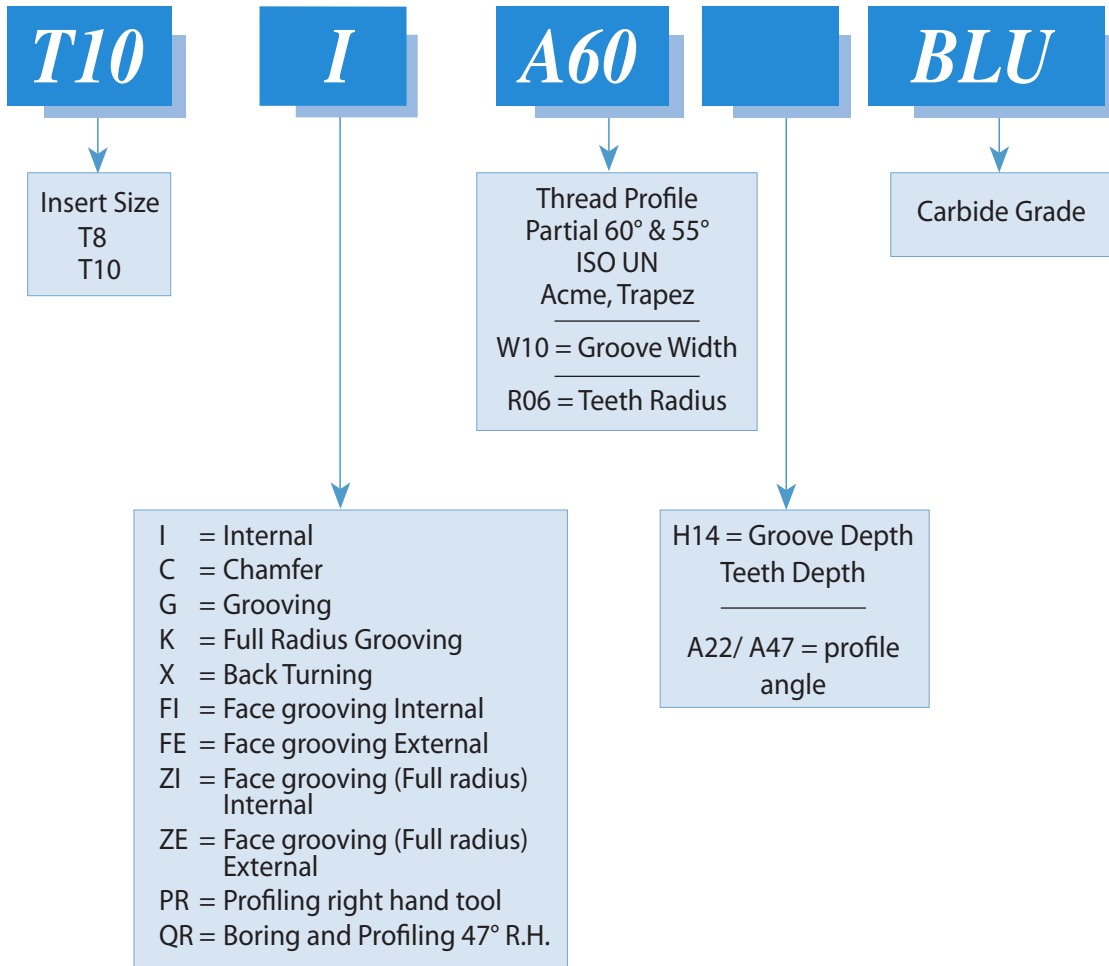 T10 I A60 BLU
Insert Size
T8
T10
Thread Profile
Partial 60° & 55°
ISO UN
Acme, Trapez
W10 = Groove Width
R06 = Teeth Radius
Carbide Grade
I = Internal
C = Chamfer
G = Grooving
K = Full Radius Grooving
X = Back Turning
FI = Face grooving Internal
FE = Face grooving External
ZI = Face grooving (Full radius)
Internal
ZE = Face grooving (Full radius)
External
PR = Profiling right hand tool
QR = Boring and Profiling 47° R.H.
H14 = Groove Depth
Teeth Depth
A22/ A47 = profile
angle